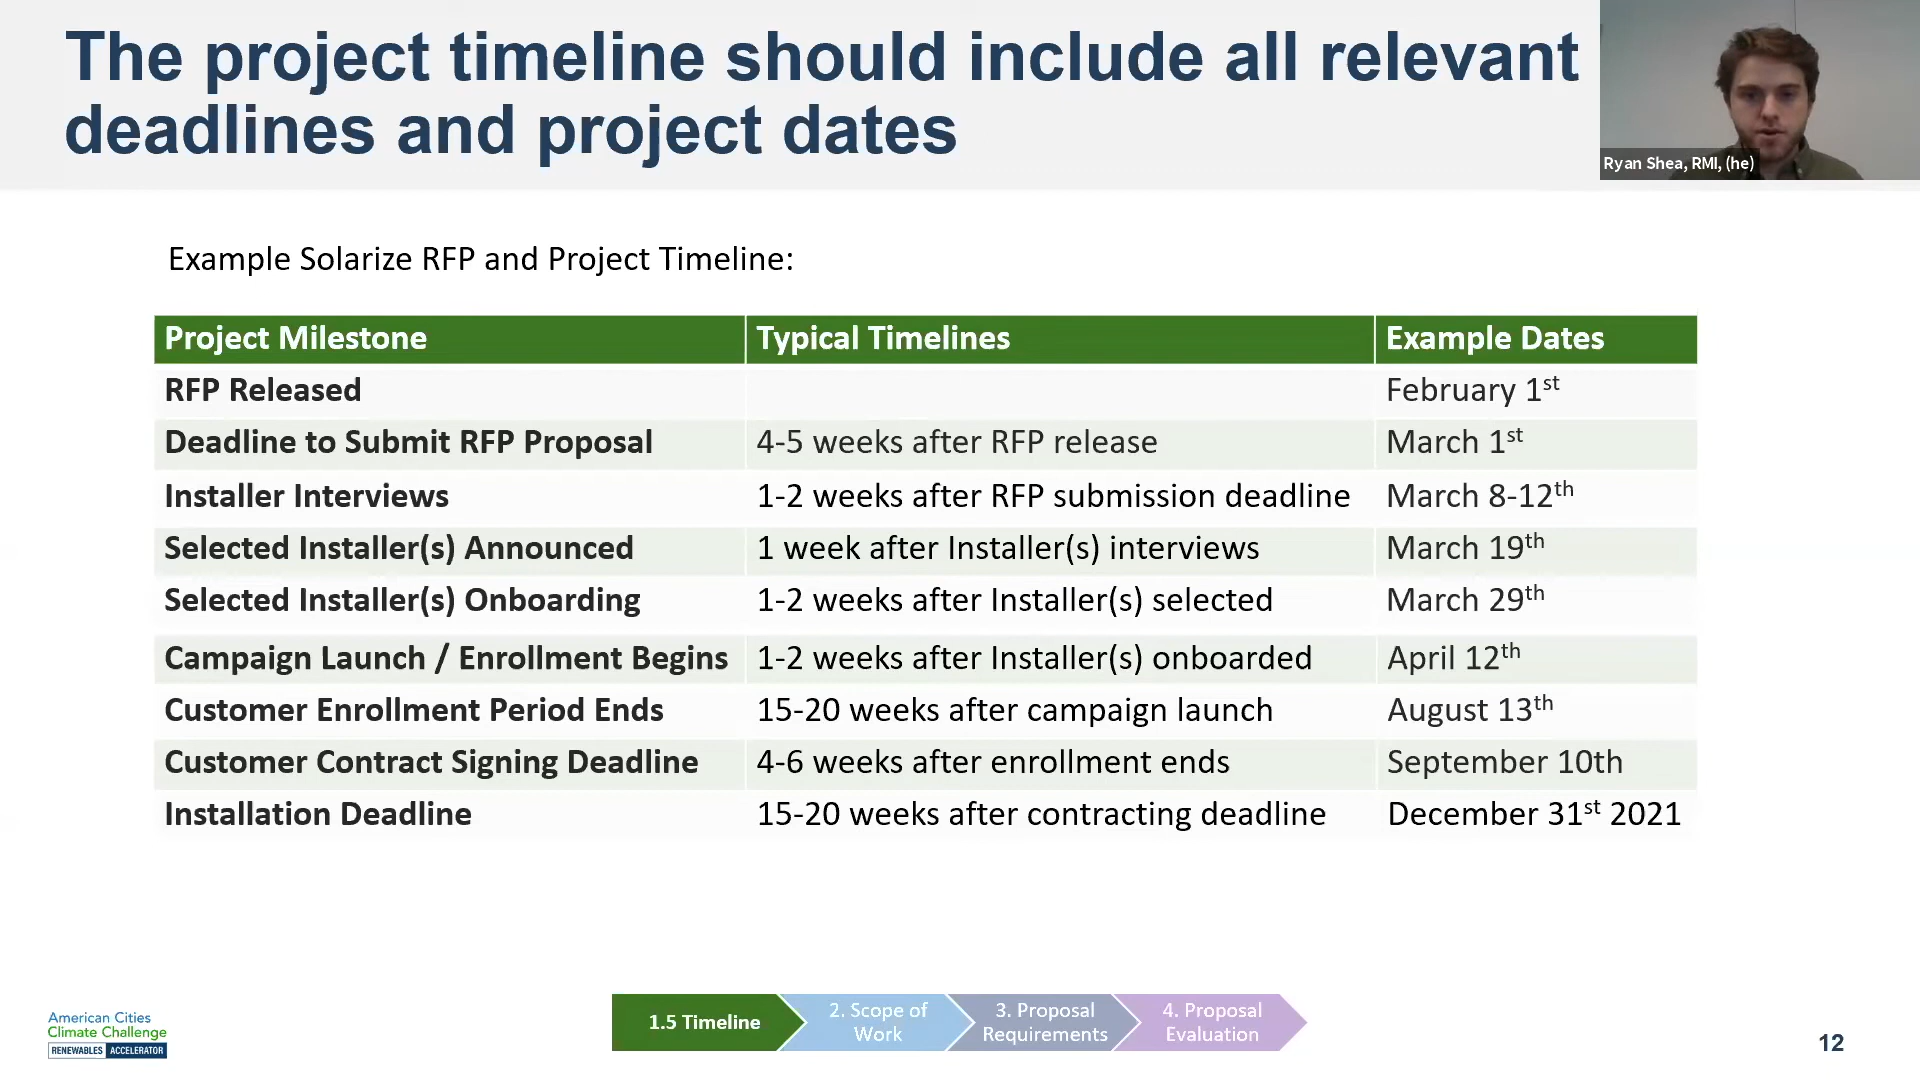 The project timeline should include all relevant
deadlines and project dates
Ryan Shea, RMI, (he)
Example Solarize RFP and Project Timeline:
Project Milestone Typical Timelines Example Dates
RFP Released February 1st
Deadline to Submit RFP Proposal 4-5 weeks after RFP release March 1st
Installer Interviews 1-2 weeks after RFP submission deadline March 8-12th
Selected Installer(s) Announced 1 week after Installer(s) interviews March 19th
Selected Installer(s) Onboarding 1-2 weeks after Installer(s) selected March 29th
Campaign Launch / Enrollment Begins 1-2 weeks after Installer(s) onboarded April 12th
Customer Enrollment Period Ends 15-20 weeks after campaign launch August 13th
Customer Contract Signing Deadline 4-6 weeks after enrollment ends September 10th
Installation Deadline 15-20 weeks after contracting deadline December 31st 2021
American Cities
Climate Challenge
RENEWABLES ACCELERATOR
1.5 Timeline
2. Scope of
Work
3. Proposal
Requirements
4. Proposal
Evaluation
12